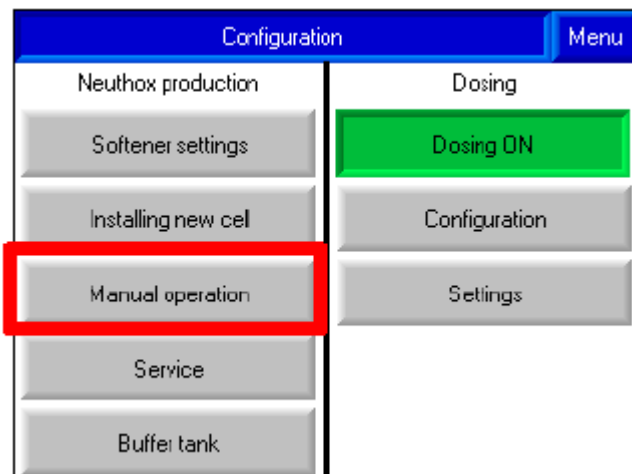 Configuration
Menu
Neuthox production
Dosing
Softener settings
Dosing ON
Installing new cell
Configuration
Manual operation
Settings
Service
Buffer tank